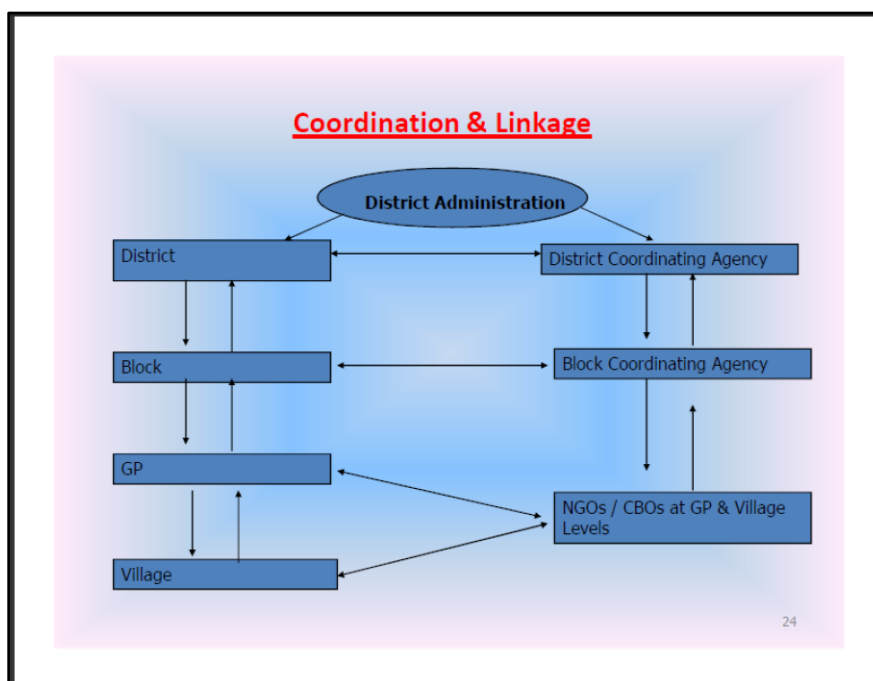 Coordination & Linkage
District Administration
District
District Coordinating Agency
Block
Block Coordinating Agency
GP
NGOs / CBOs at GP & Village
Levels
Village
24